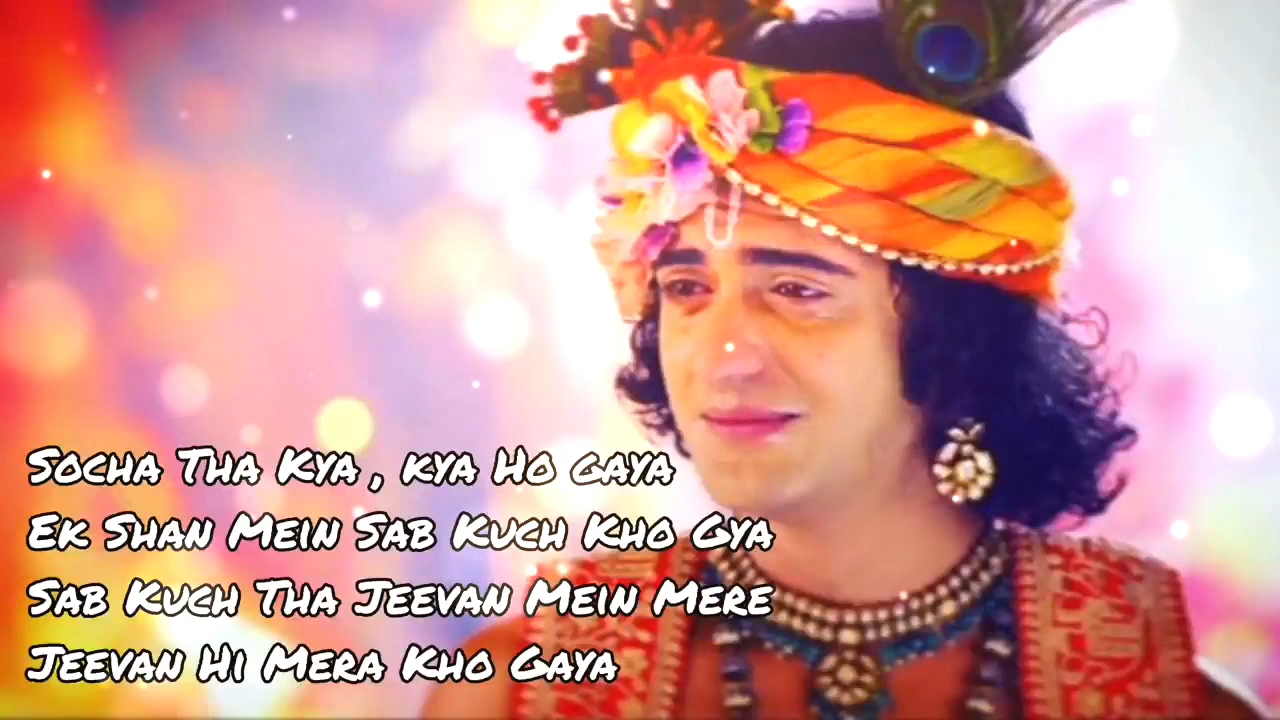 Socha Tha Kya , kya Ho gaya
Ek Shan Mein Sab Kuch Kho Gya
Sab Kuch Tha Jeevan Mein Mere
Jeevan Hi Mera Kho Gaya